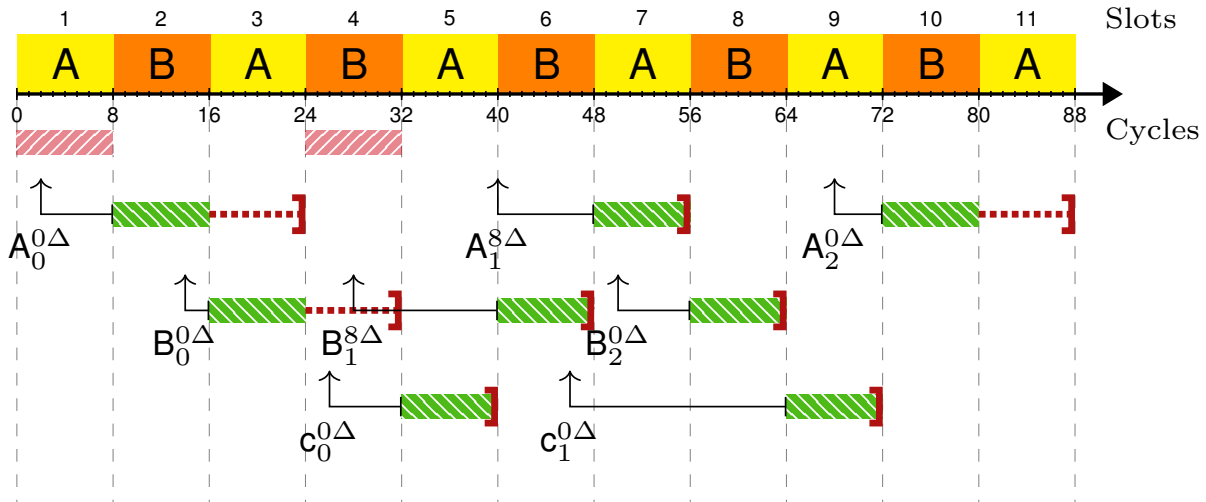 1 2 3 4 5 6 7 8 9 10 11 Slots
A B A B A B A B A B A
0 8 16 24 32 40 48 56 64 72 80 88
Cycles
A₀^{0Δ} A₁^{8Δ} A₂^{0Δ}
B₀^{0Δ} B₁^{8Δ} B₂^{0Δ}
c₀^{0Δ} c₁^{0Δ}